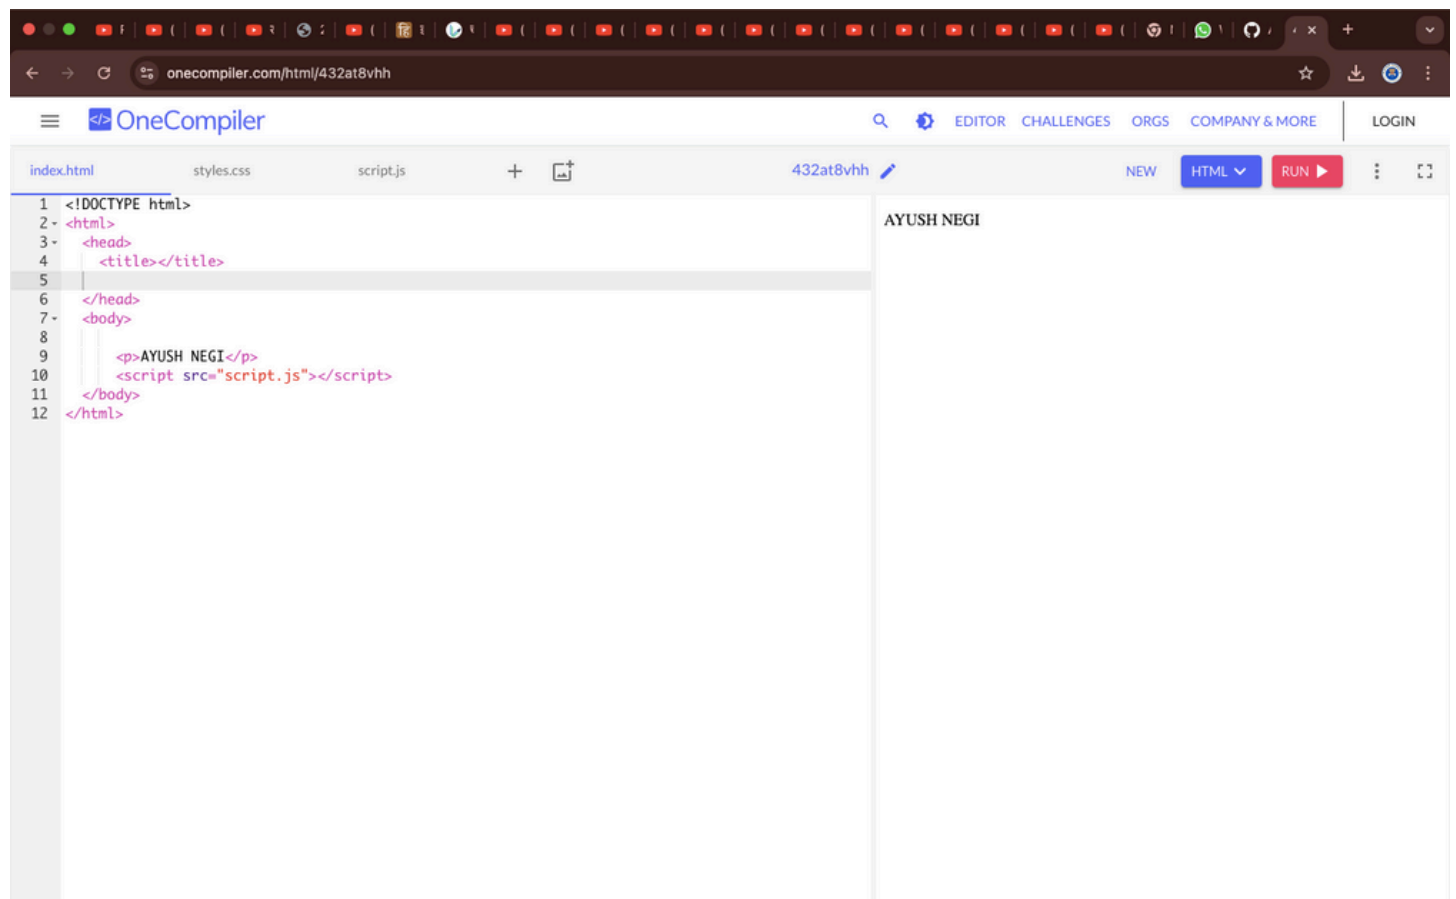 onecompiler.com/html/432at8vhh
OneCompiler
EDITOR CHALLENGES ORGS COMPANY & MORE LOGIN
index.html styles.css script.js 432at8vhh NEW HTML RUN
1 <!DOCTYPE html>
2 <html>
3 <head>
4 <title></title>
5
6 </head>
7 <body>
8
9 <p>AYUSH NEGI</p>
10 <script src="script.js"></script>
11 </body>
12 </html>
AYUSH NEGI